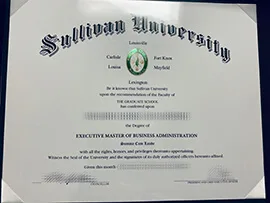 Sullivan University
Louisville
Carlisle Fort Knox
Louisa Mayfield
Lexington
Be it known that Sullivan University
upon the recommendation of the Faculty of
THE GRADUATE SCHOOL
has conferred upon
the Degree of
EXECUTIVE MASTER OF BUSINESS ADMINISTRATION
with all the rights, honors, and privileges thereunto appertaining.
Witness the Seal of the University and the signatures of its duly authorized officers hereunto affixed.
Given this month